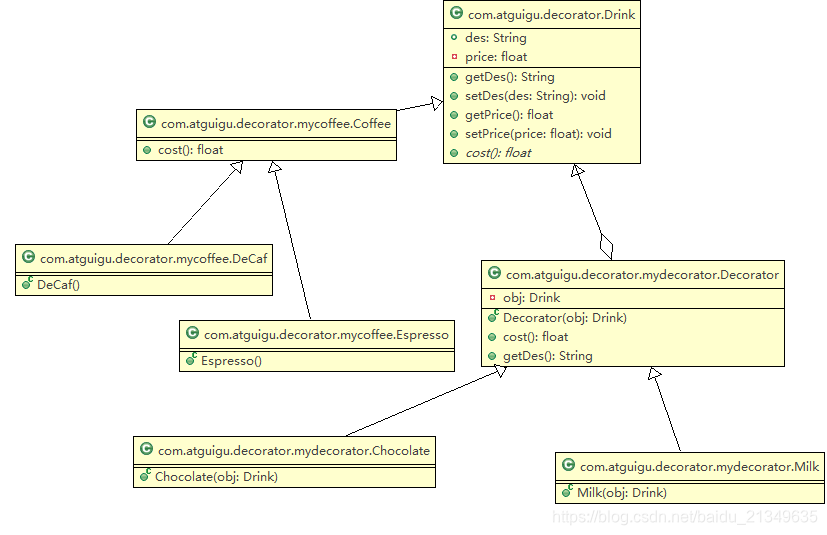 com.atguigu.decorator.Drink
des: String
price: float
getDes(): String
setDes(des: String): void
getPrice(): float
setPrice(price: float): void
cost(): float
com.atguigu.decorator.mycoffee.Coffee
cost(): float
com.atguigu.decorator.mycoffee.DeCaf
DeCaf()
com.atguigu.decorator.mydecorator.Decorator
obj: Drink
Decorator(obj: Drink)
cost(): float
getDes(): String
com.atguigu.decorator.mycoffee.Espresso
Espresso()
com.atguigu.decorator.mydecorator.Chocolate
Chocolate(obj: Drink)
com.atguigu.decorator.mydecorator.Milk
Milk(obj: Drink)
https://blog.csdn.net/baidu_21349635